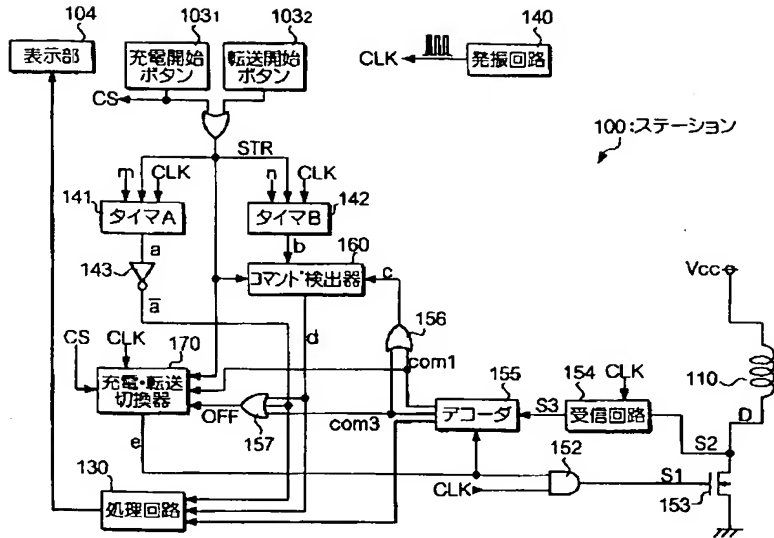 104
表示部
103₁
充電開始
ボタン
103₂
転送開始
ボタン
140
発振回路
CLK
CS
100:ステーション
STR
m
CLK
n
CLK
141
タイマA
タイマB
142
a
b
143
a̅
160
コマンド検出器
c
d
156
Vcc
CS
CLK
170
充電・転送
切換器
OFF
157
com1
com3
155
デコーダ
154
CLK
受信回路
S3
S2
110
D
e
152
CLK
S1
153
130
処理回路